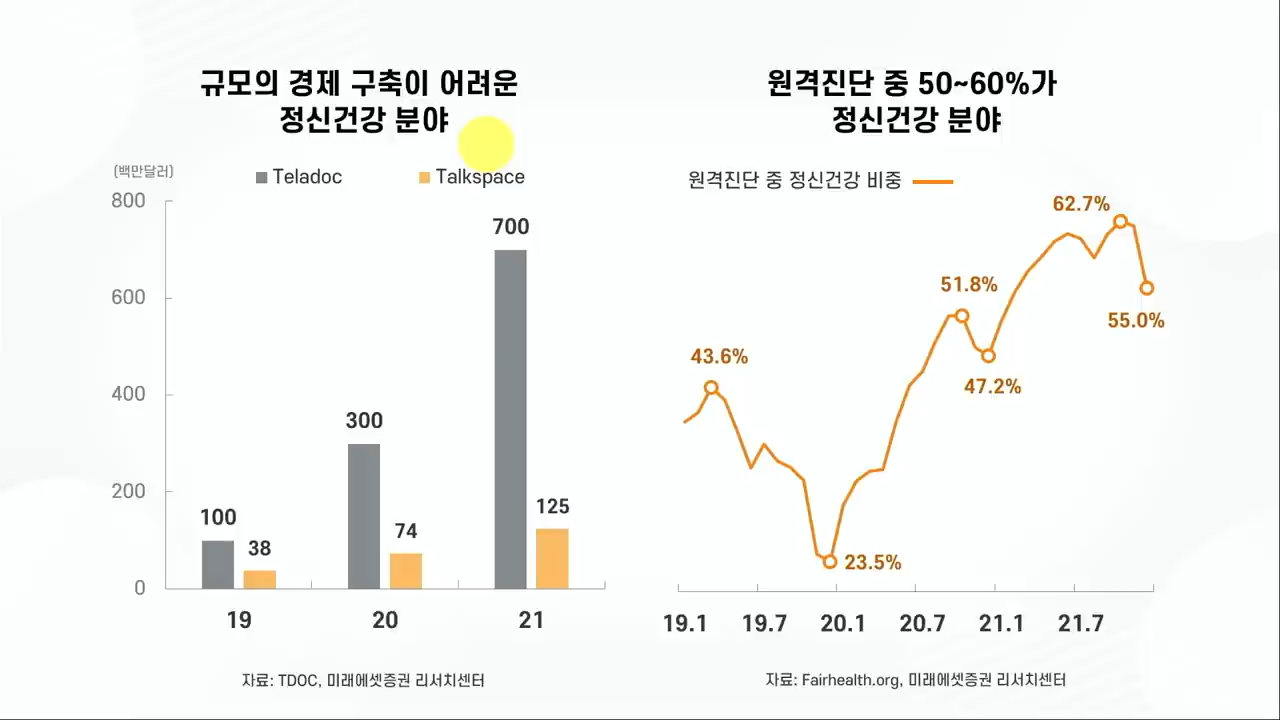 규모의 경제 구축이 어려운
정신건강 분야
(백만달러)
Teladoc
Talkspace
800
600
400
200
0
100
38
300
74
700
125
19
20
21
자료: TDOC, 미래에셋증권 리서치센터
원격진단 중 50~60%가
정신건강 분야
원격진단 중 정신건강 비중
43.6%
23.5%
51.8%
47.2%
62.7%
55.0%
19.1
19.7
20.1
20.7
21.1
21.7
자료: Fairhealth.org, 미래에셋증권 리서치센터